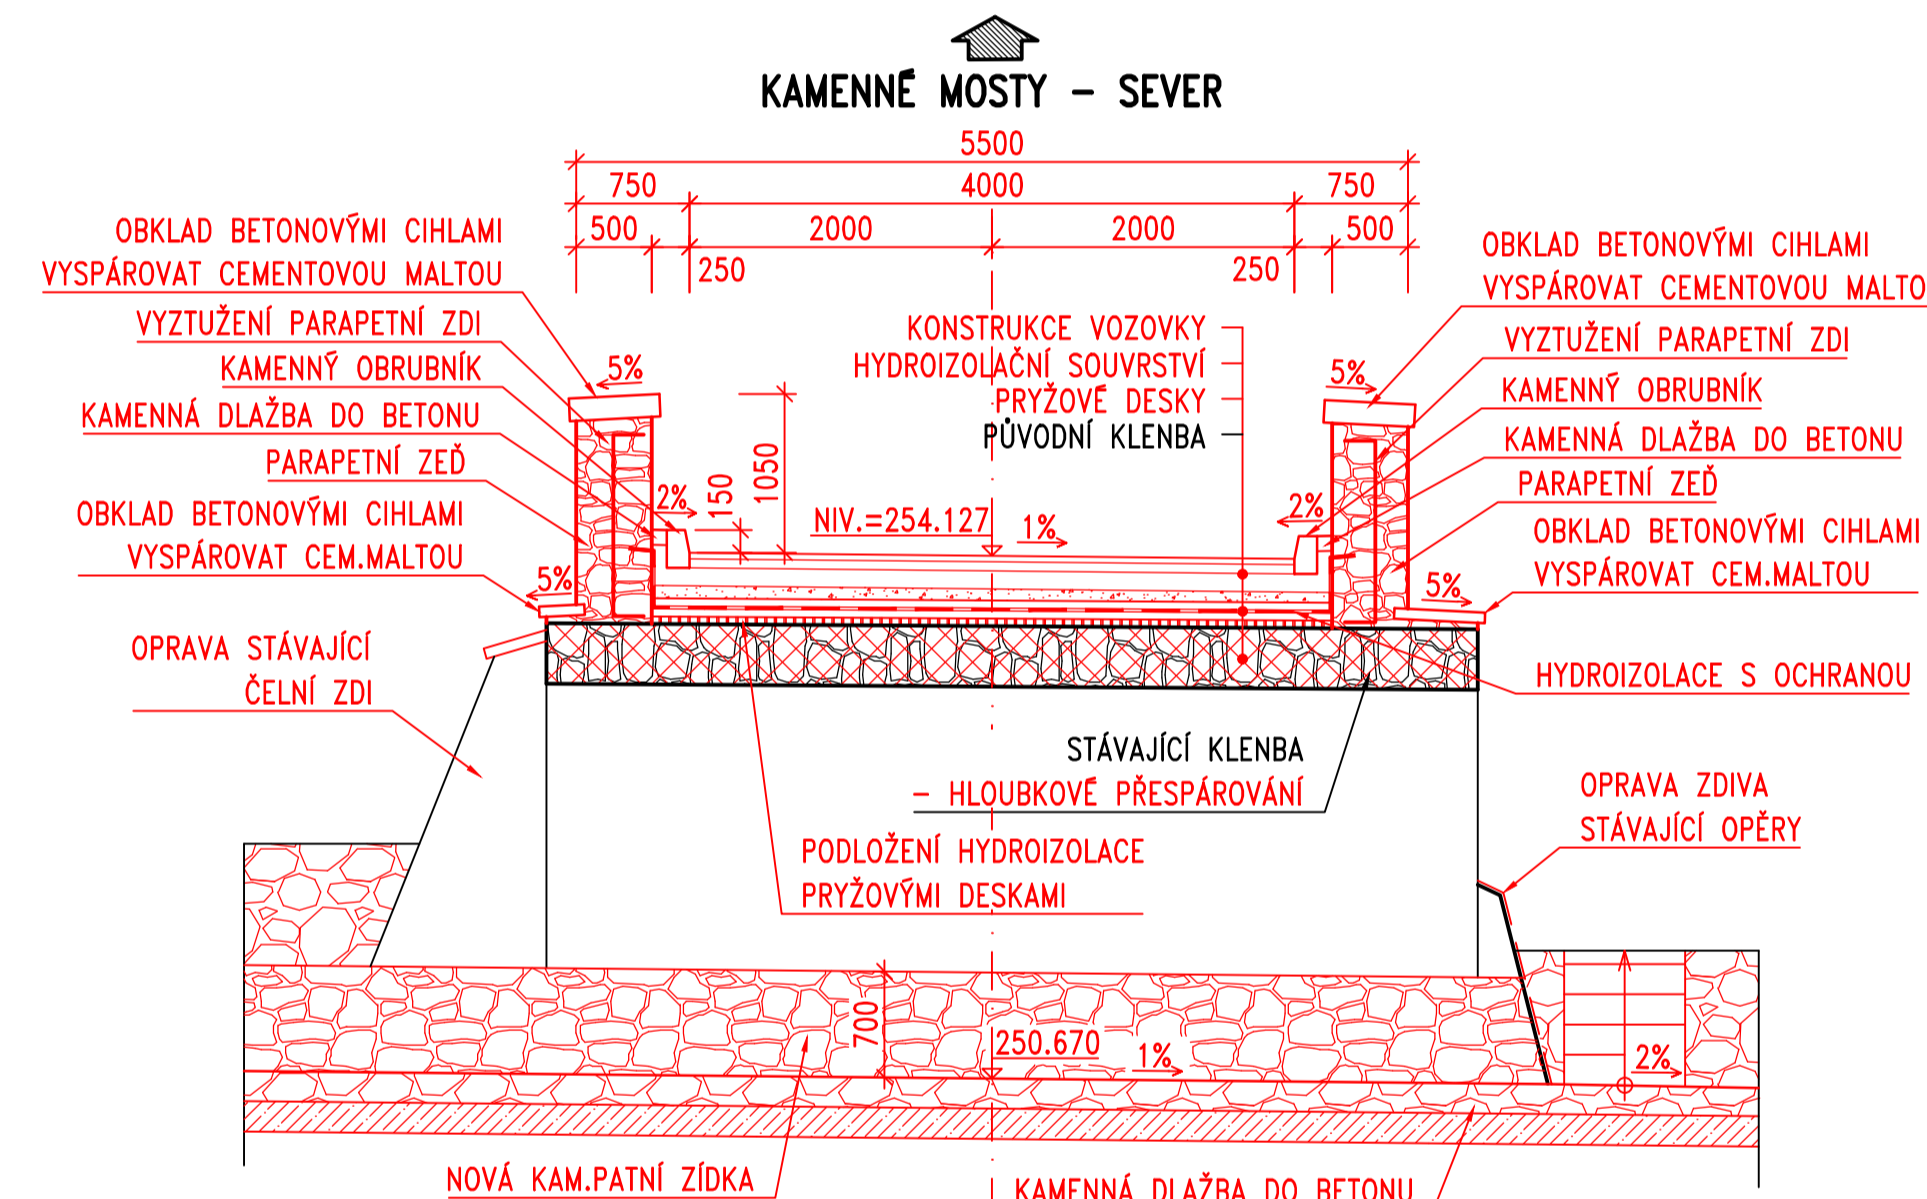 KAMENNÉ MOSTY – SEVER
5500
750 4000 750
500 2000 2000 500
250 250
OBKLAD BETONOVÝMI CIHLAMI
VYSPÁROVAT CEMENTOVOU MALTOU
VYZTUŽENÍ PARAPETNÍ ZDI
KAMENNÝ OBRUBNÍK
KAMENNÁ DLAŽBA DO BETONU
PARAPETNÍ ZEĎ
OBKLAD BETONOVÝMI CIHLAMI
VYSPÁROVAT CEM.MALTOU
OPRAVA STÁVAJÍCÍ
ČELNÍ ZDI
5%
2%
5%
150
1050
KONSTRUKCE VOZOVKY
HYDROIZOLAČNÍ SOUVRSTVÍ
PRYŽOVÉ DESKY
PŮVODNÍ KLENBA
NIV.=254.127
1%
5%
2%
5%
OBKLAD BETONOVÝMI CIHLAMI
VYSPÁROVAT CEMENTOVOU MALTO
VYZTUŽENÍ PARAPETNÍ ZDI
KAMENNÝ OBRUBNÍK
KAMENNÁ DLAŽBA DO BETONU
PARAPETNÍ ZEĎ
OBKLAD BETONOVÝMI CIHLAMI
VYSPÁROVAT CEM.MALTOU
HYDROIZOLACE S OCHRANOU
STÁVAJÍCÍ KLENBA
– HLOUBKOVÉ PŘESPÁROVÁNÍ
OPRAVA ZDIVA
STÁVAJÍCÍ OPĚRY
PODLOŽENÍ HYDROIZOLACE
PRYŽOVÝMI DESKAMI
700
250.670
1%
2%
NOVÁ KAM.PATNÍ ZÍDKA
KAMENNÁ DLAŽBA DO BETONU